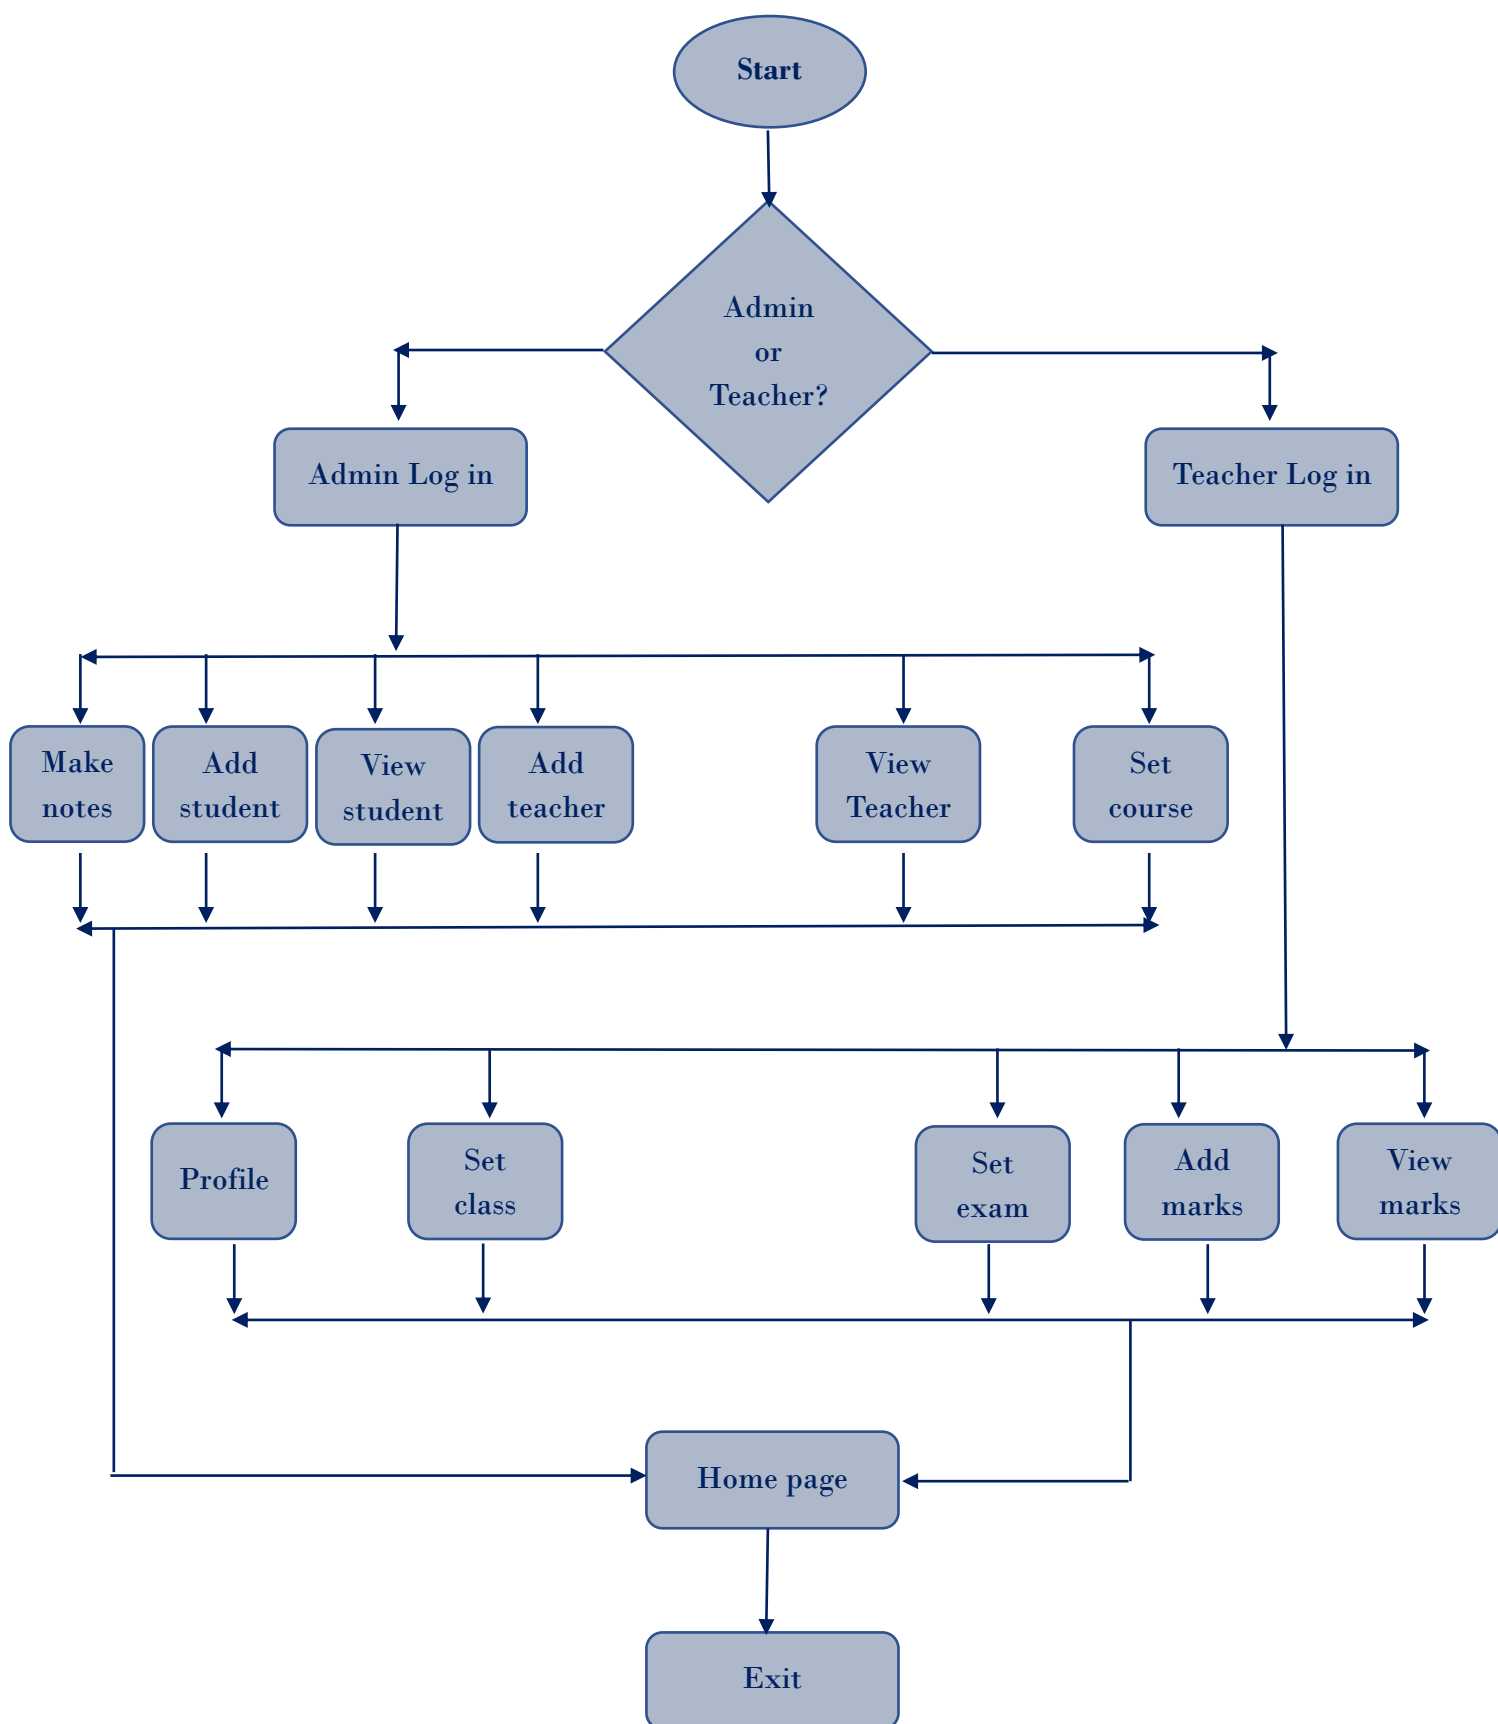 Start
Admin
or
Teacher?
Admin Log in
Teacher Log in
Make
notes
Add
student
View
student
Add
teacher
View
Teacher
Set
course
Profile
Set
class
Set
exam
Add
marks
View
marks
Home page
Exit